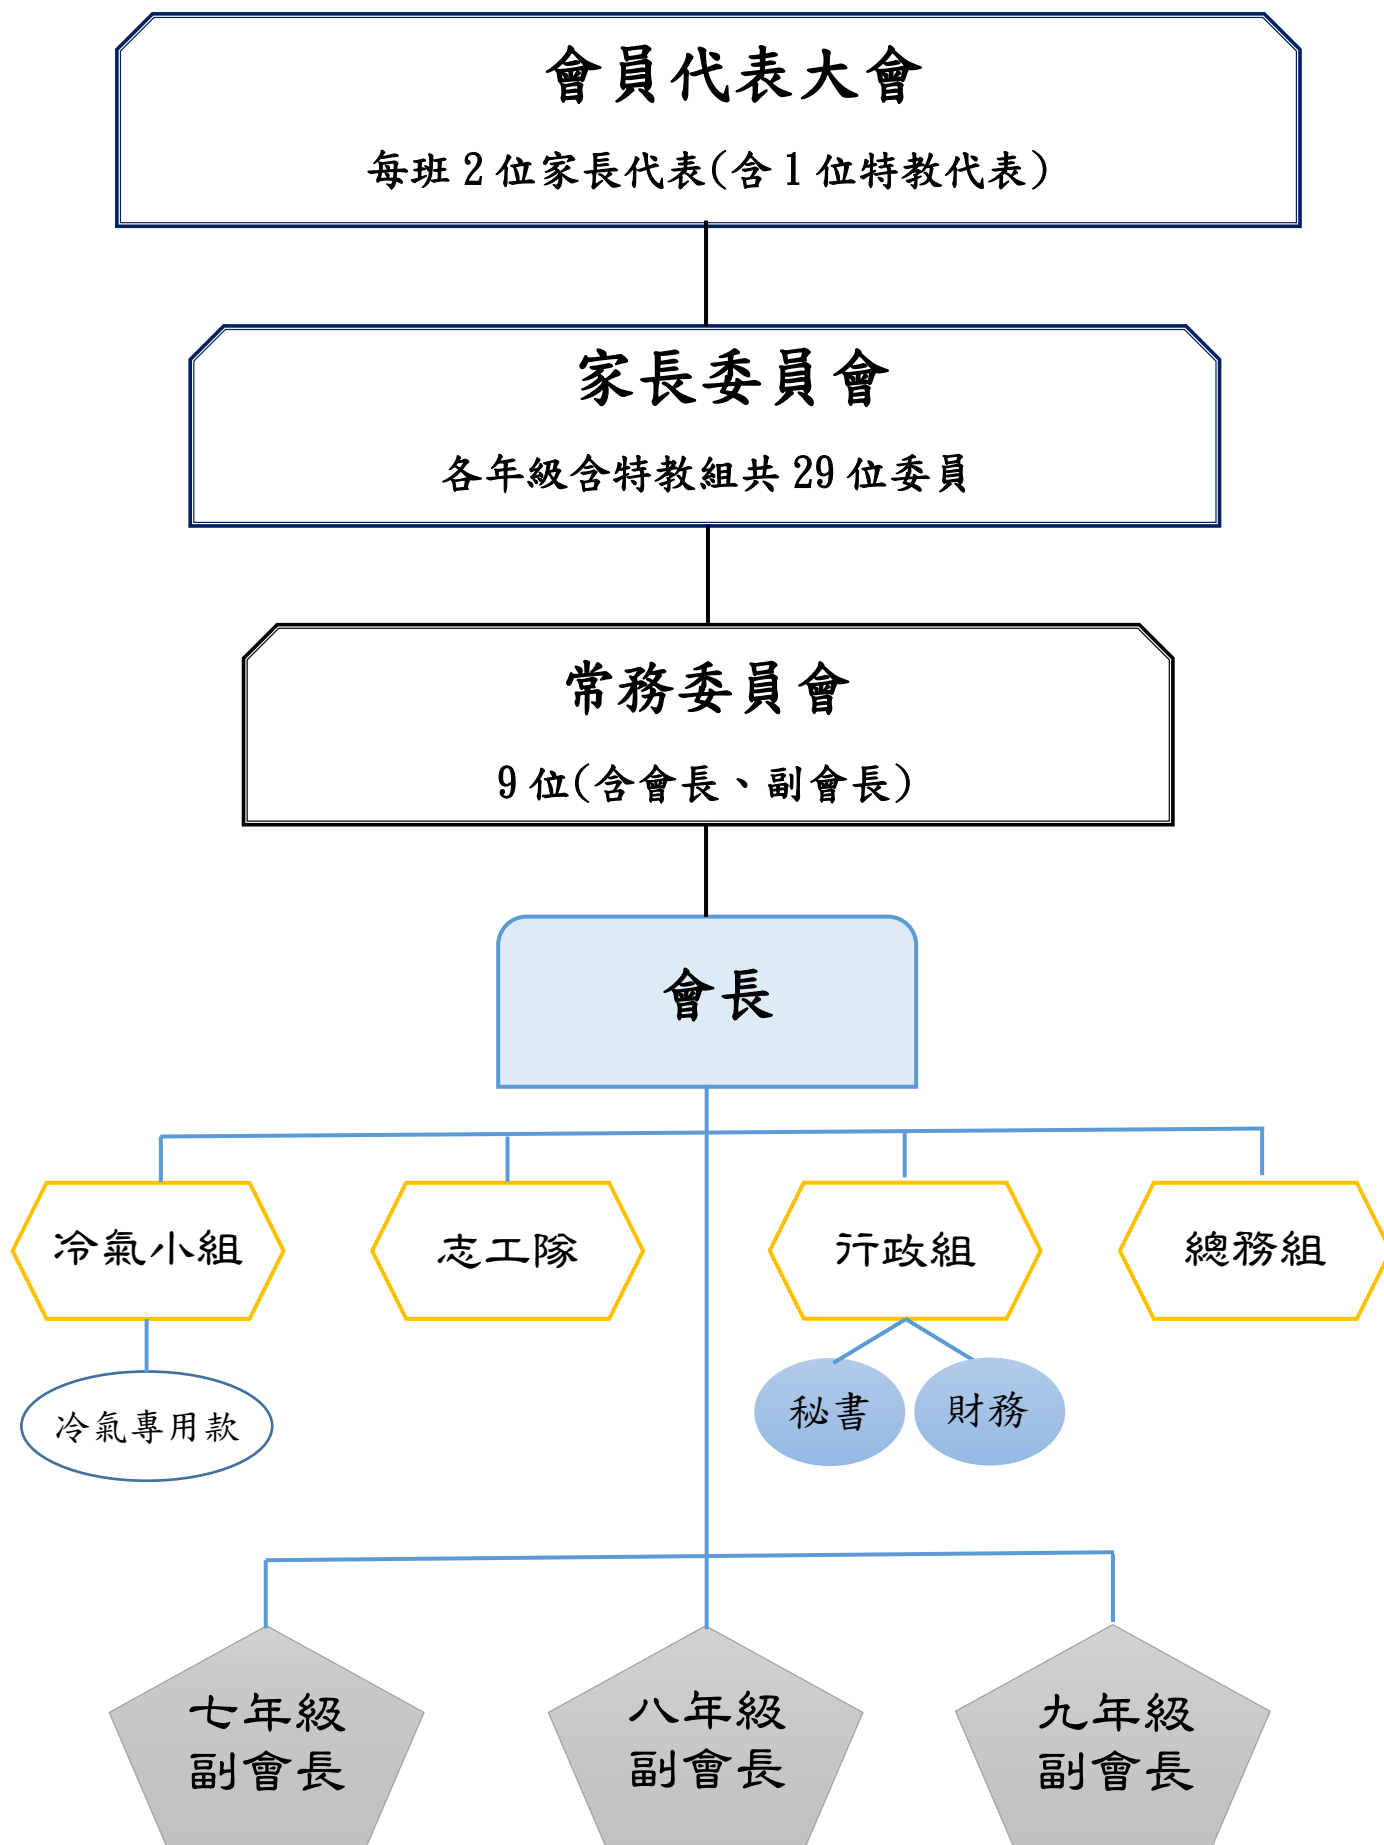 會員代表大會
每班 2 位家長代表(含 1 位特教代表)
家長委員會
各年級含特教組共 29 位委員
常務委員會
9 位(含會長、副會長)
會長
冷氣小組
志工隊
行政組
總務組
冷氣專用款
秘書
財務
七年級
副會長
八年級
副會長
九年級
副會長